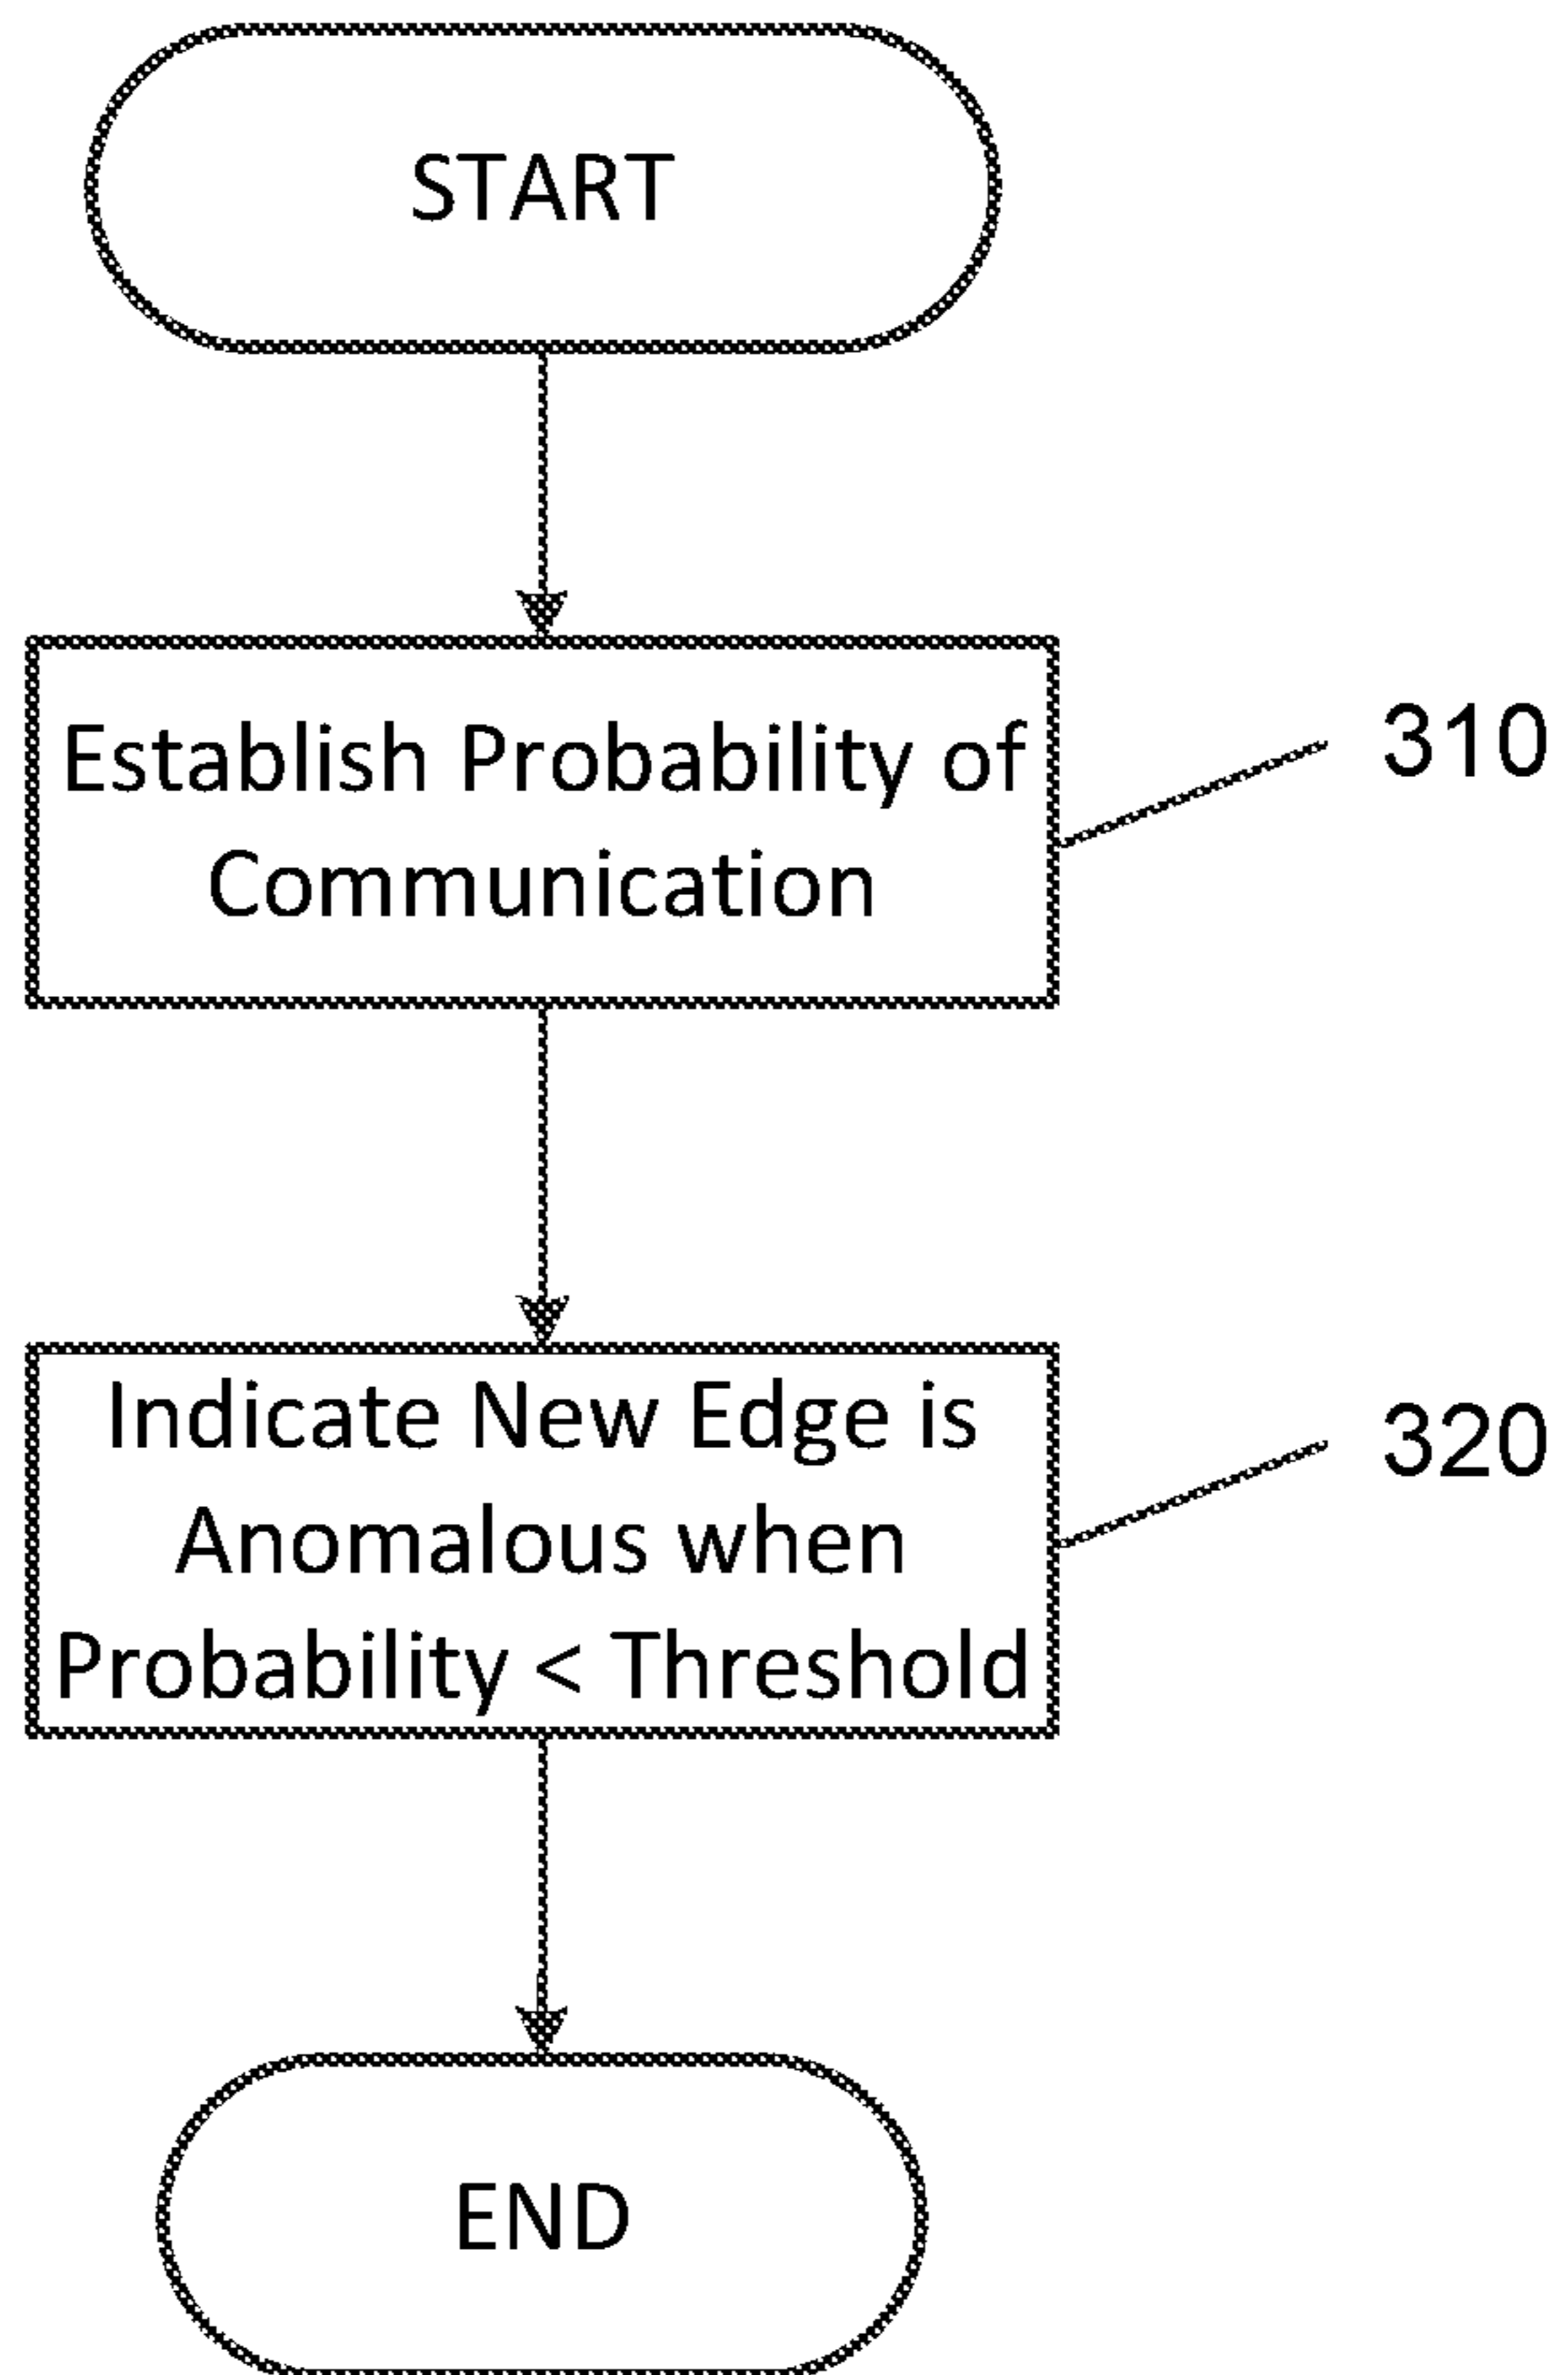 START
Establish Probability of
Communication
310
Indicate New Edge is
Anomalous when
Probability < Threshold
320
END